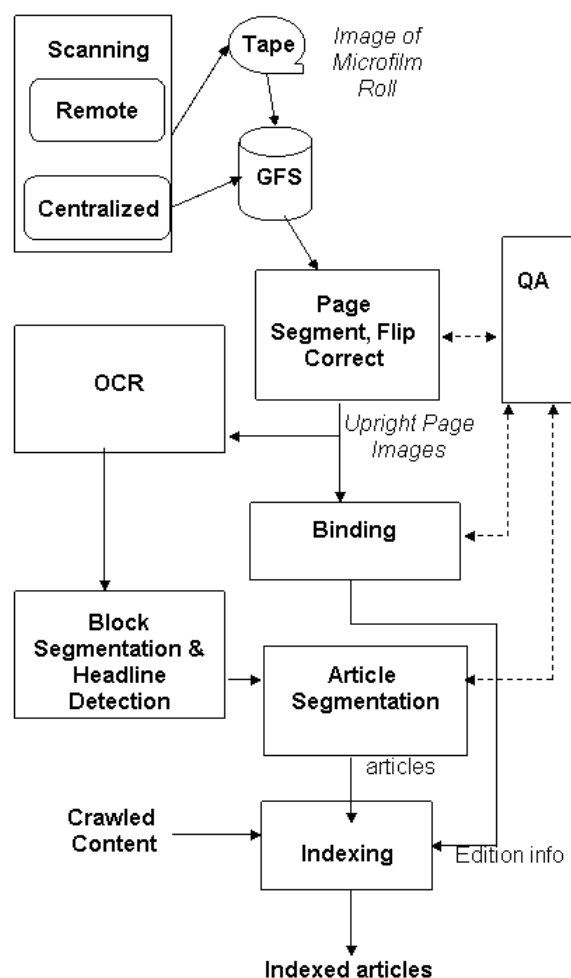 Scanning
Remote
Centralized
Tape
Image of
Microfilm
Roll
GFS
Page
Segment, Flip
Correct
QA
OCR
Upright Page
Images
Binding
Block
Segmentation &
Headline
Detection
Article
Segmentation
articles
Crawled
Content
Indexing
Edition info
Indexed articles